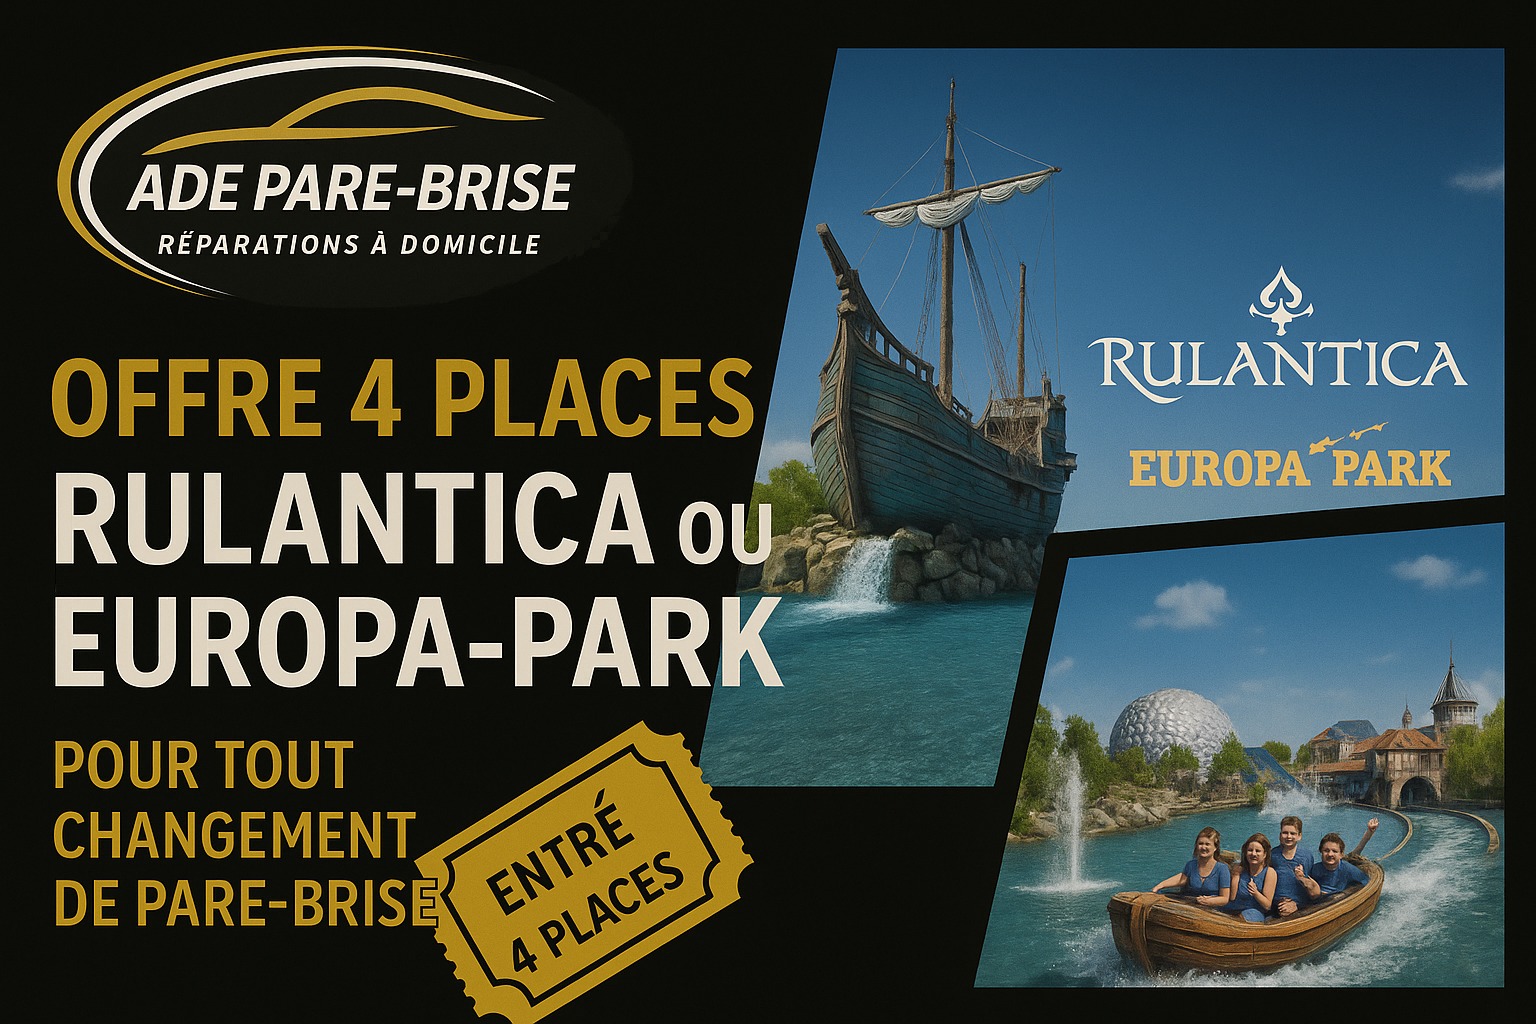 ADE PARE-BRISE
RÉPARATIONS À DOMICILE
OFFRE 4 PLACES
RULANTICA OU
EUROPA-PARK
POUR TOUT
CHANGEMENT
DE PARE-BRISE
ENTRÉ
4 PLACES
RULANTICA
EUROPA PARK